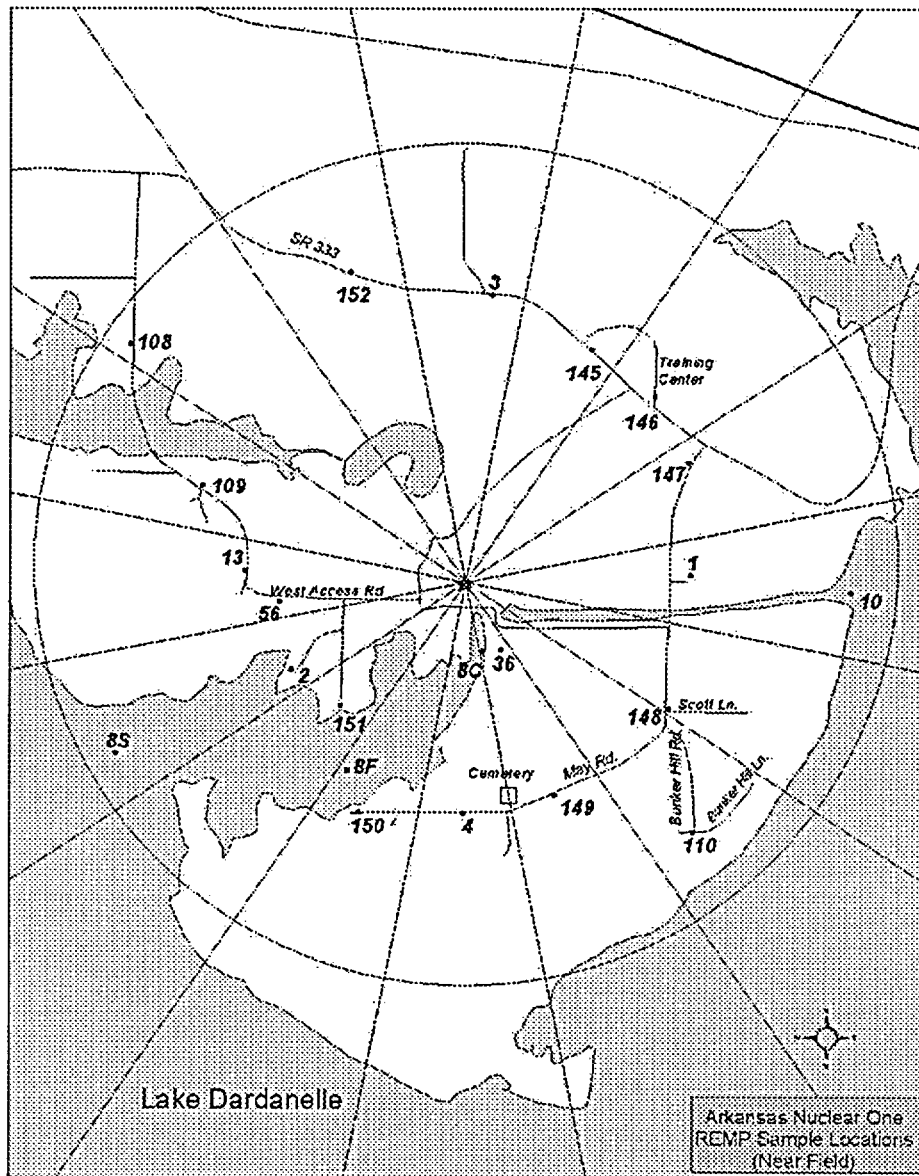 SR 333
152
3
108
145
Training
Center
146
147
109
13
1
West Access Rd
56
10
2
8C
36
151
148
Scott Ln.
8S
8F
Cemetery
May Rd.
Bunker Hill Rd.
Bunker Hill Ln.
150
4
149
110
Lake Dardanelle
Arkansas Nuclear One
REMP Sample Locations
(Near Field)